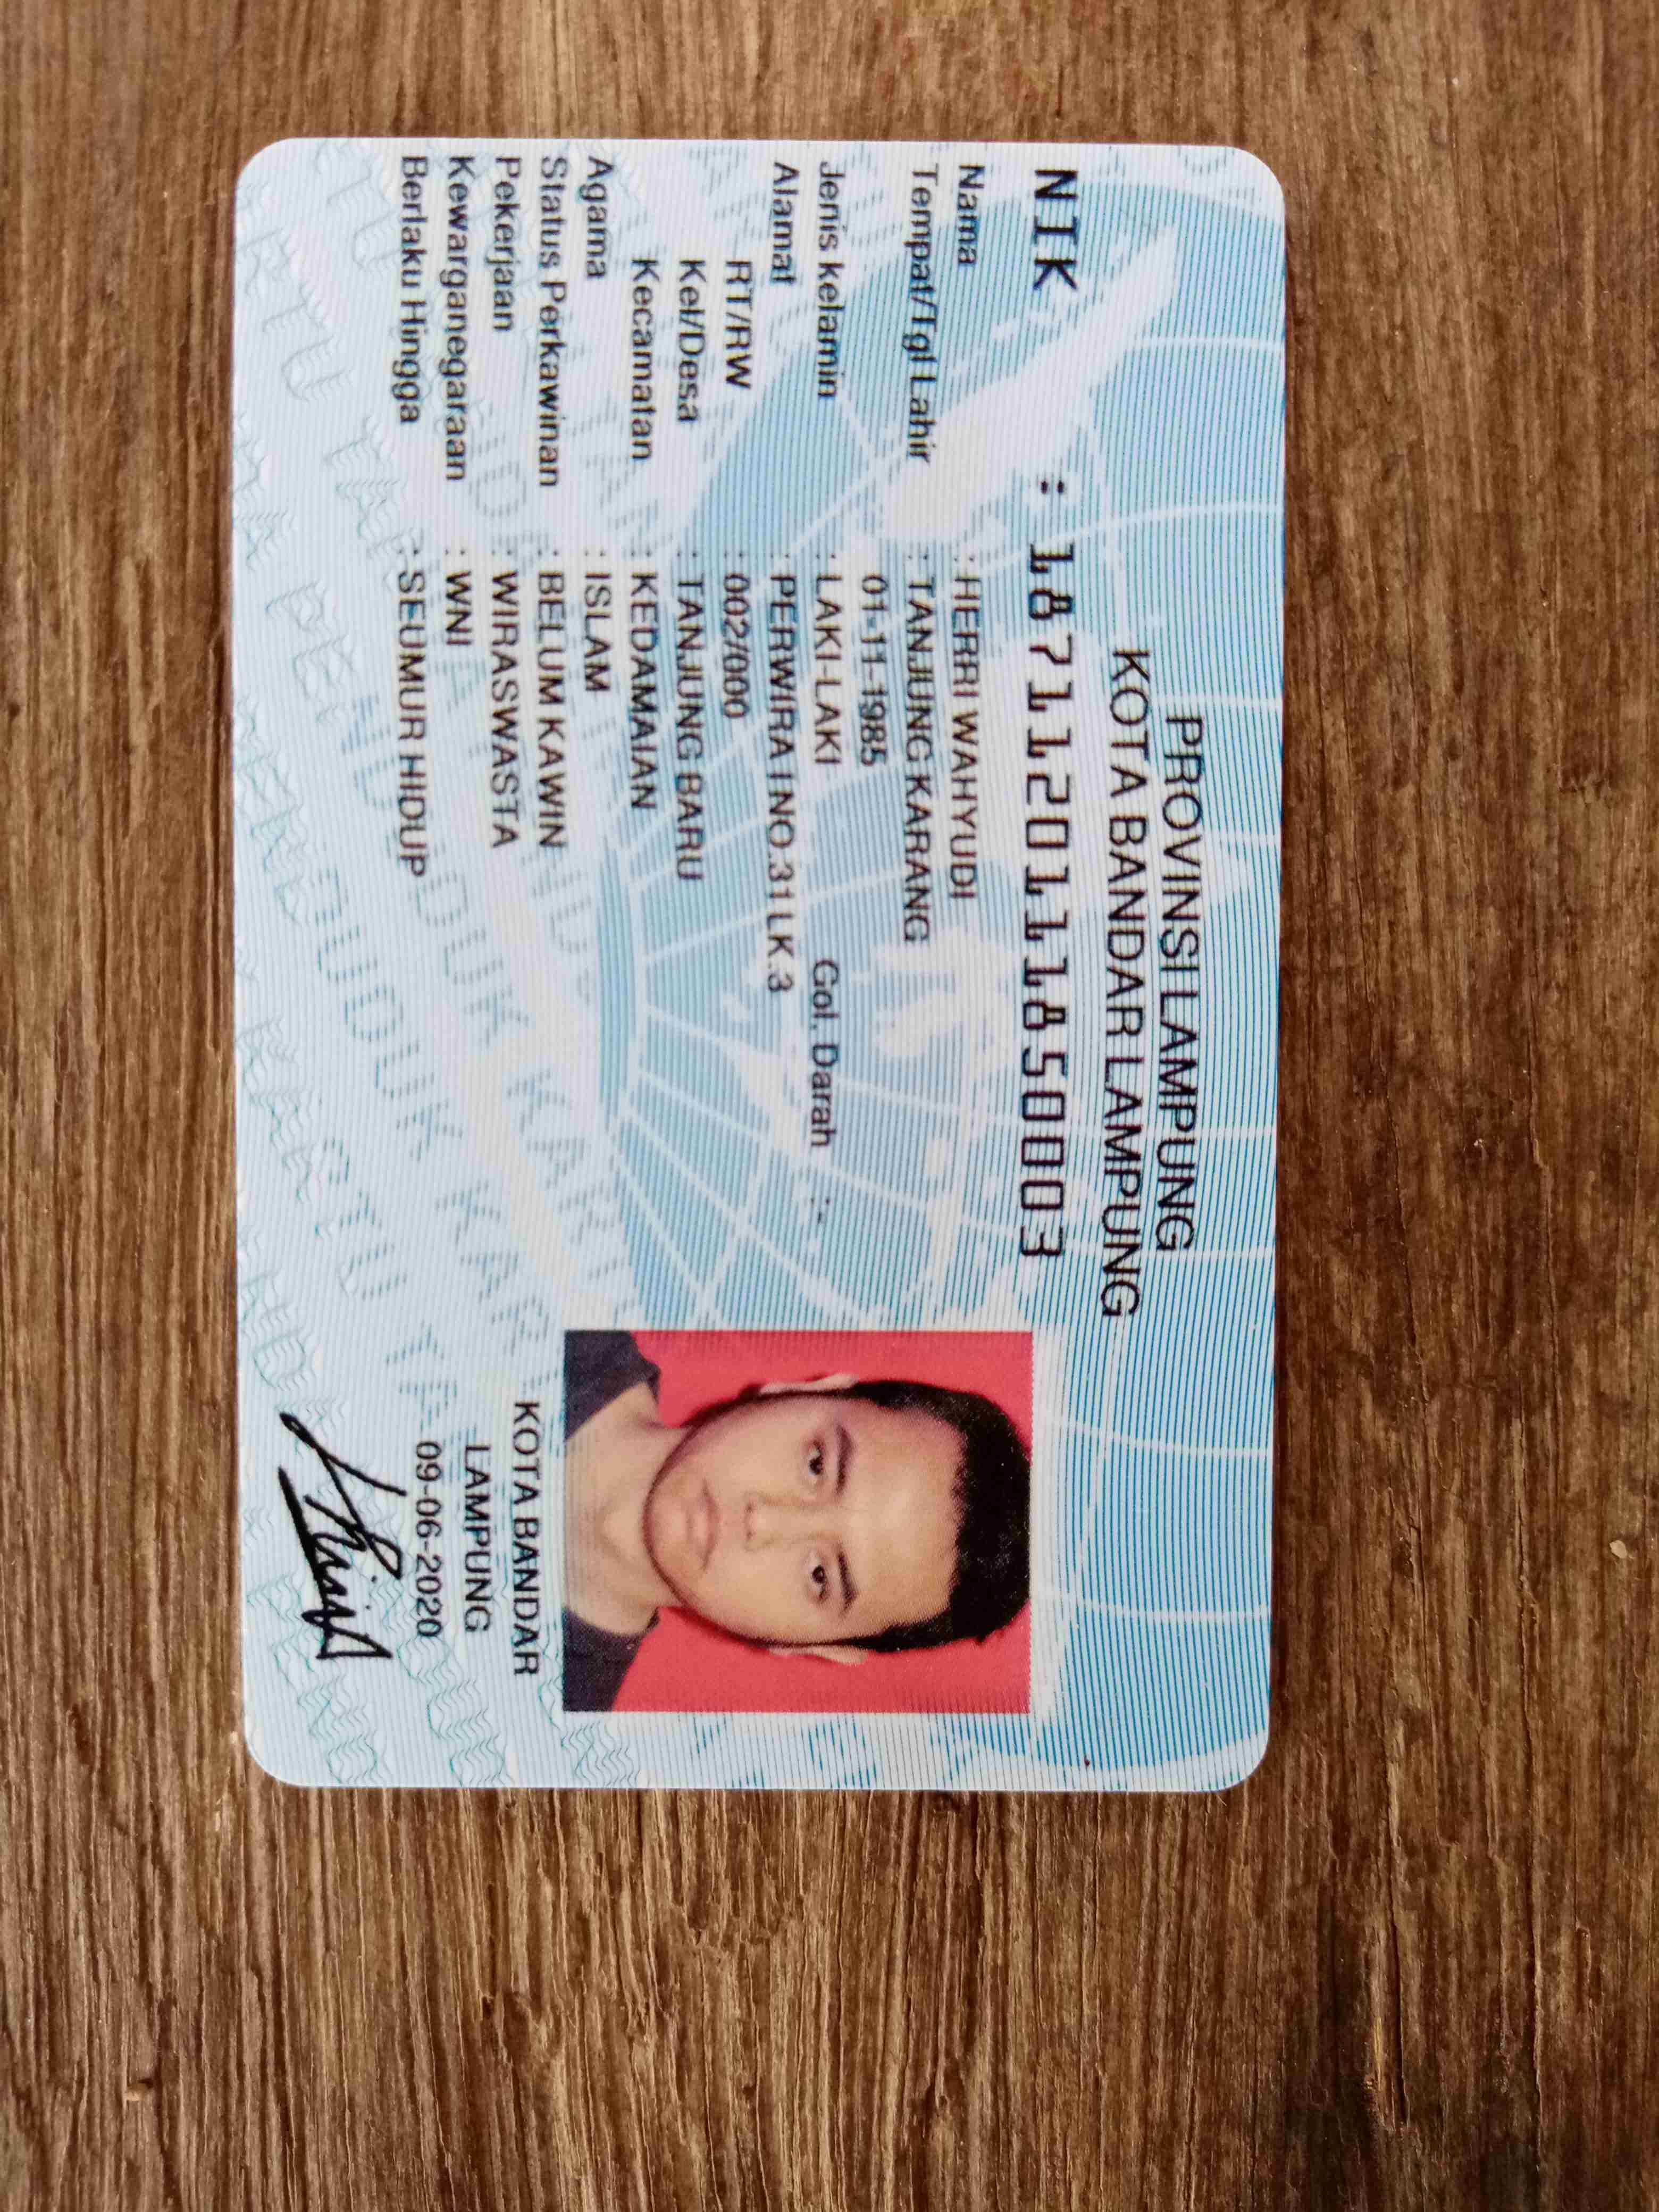 PROVINSI LAMPUNG
KOTA BANDAR LAMPUNG
NIK : 1871120111850003
Nama : HERRI WAHYUDI
Tempat/Tgl Lahir : TANJUNG KARANG
01-11-1985
Jenis kelamin : LAKI-LAKI Gol. Darah :-
Alamat : PERWIRA I NO.31 LK.3
RT/RW : 002/000
Kel/Desa : TANJUNG BARU
Kecamatan : KEDAMAIAN
Agama : ISLAM
Status Perkawinan : BELUM KAWIN
Pekerjaan : WIRASWASTA
Kewarganegaraan : WNI
Berlaku Hingga : SEUMUR HIDUP
KOTA BANDAR
LAMPUNG
09-06-2020